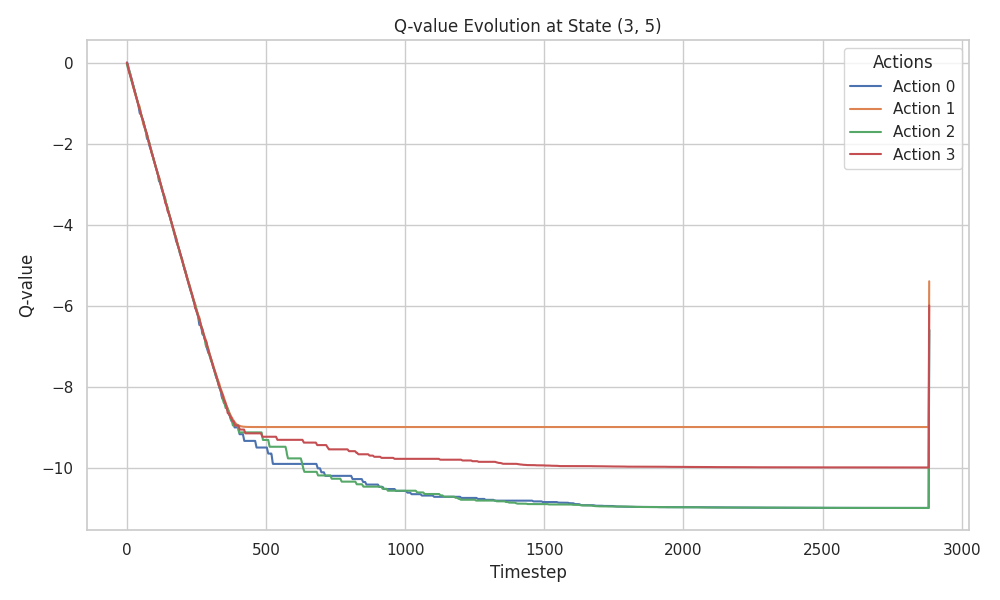 Q-value Evolution at State (3, 5)
Actions
Action 0
Action 1
Action 2
Action 3
Q-value
0
−2
−4
−6
−8
−10
0
500
1000
1500
2000
2500
3000
Timestep